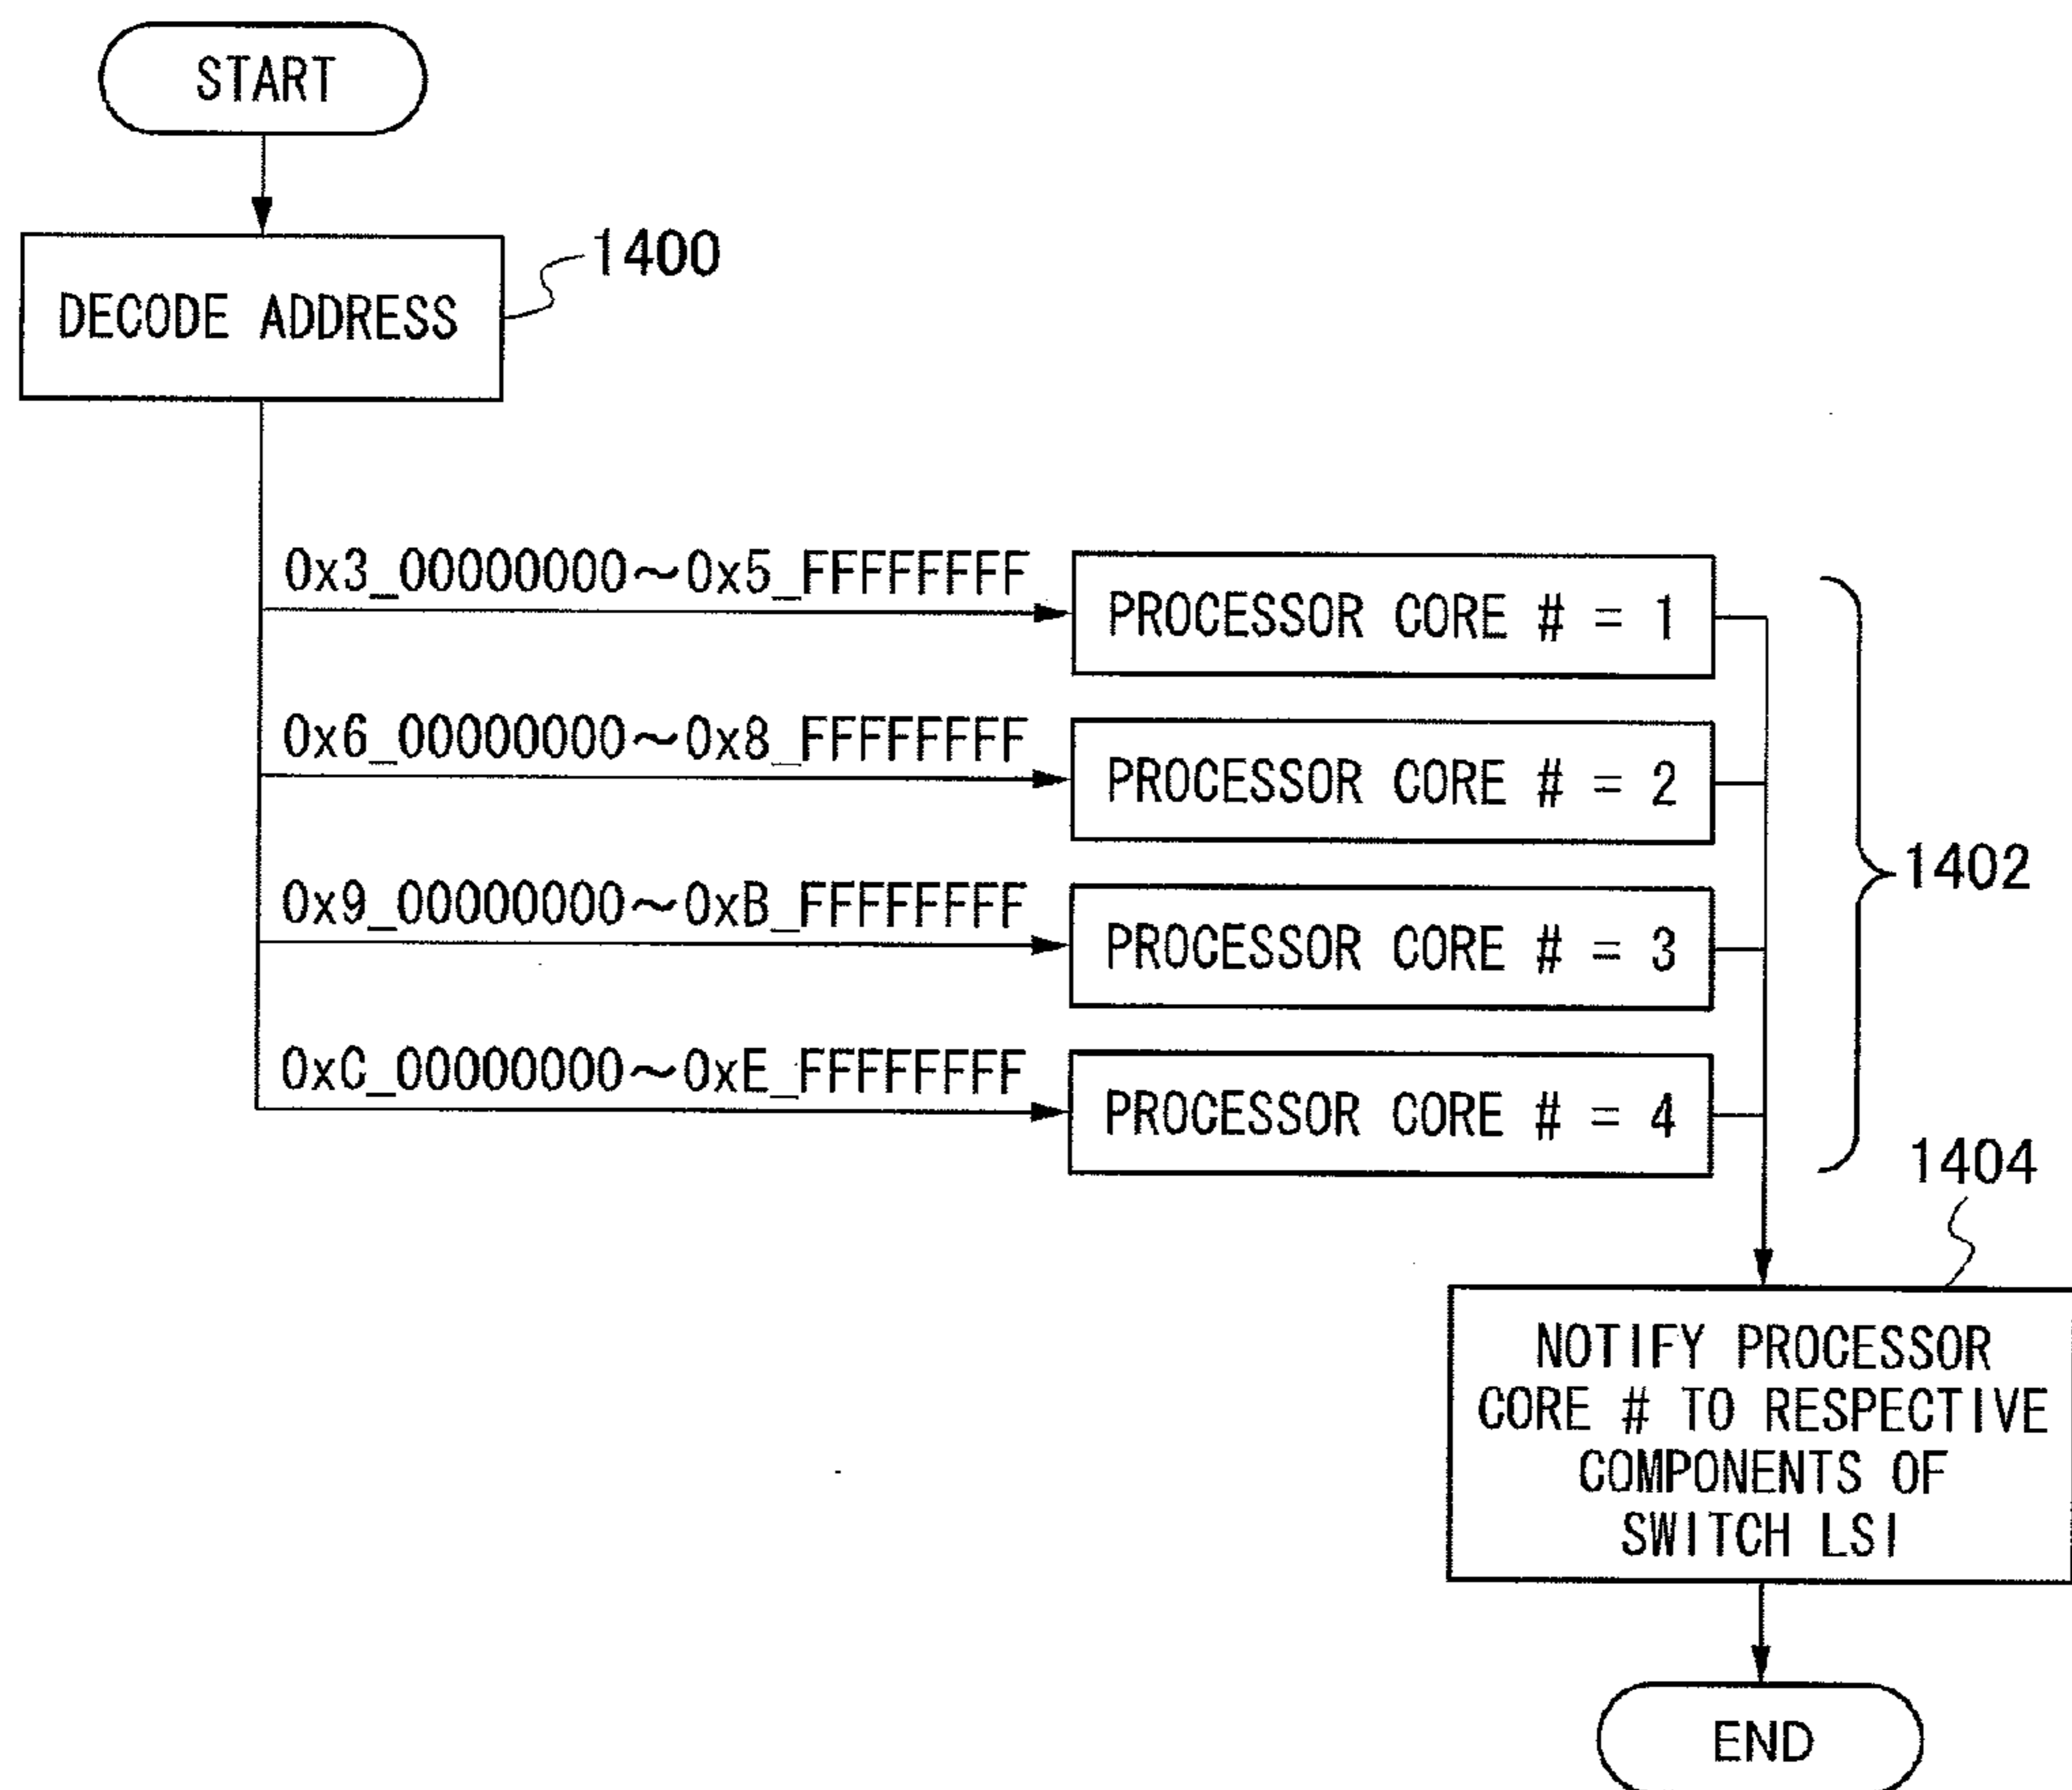 START
DECODE ADDRESS
1400
0x3_00000000～0x5_FFFFFFFF
PROCESSOR CORE # = 1
0x6_00000000～0x8_FFFFFFFF
PROCESSOR CORE # = 2
0x9_00000000～0xB_FFFFFFFF
PROCESSOR CORE # = 3
0xC_00000000～0xE_FFFFFFFF
PROCESSOR CORE # = 4
1402
1404
NOTIFY PROCESSOR
CORE # TO RESPECTIVE
COMPONENTS OF
SWITCH LSI
END